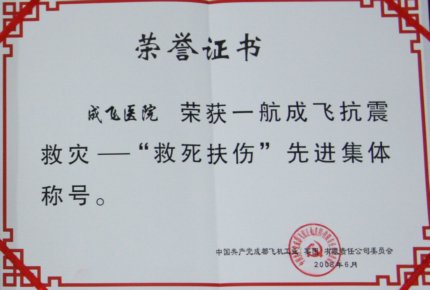 荣誉证书
成飞医院 荣获一航成飞抗震
救灾——“救死扶伤”先进集体
称号。
中国共产党成都飞机工业（集团）有限责任公司委员会
2008年6月